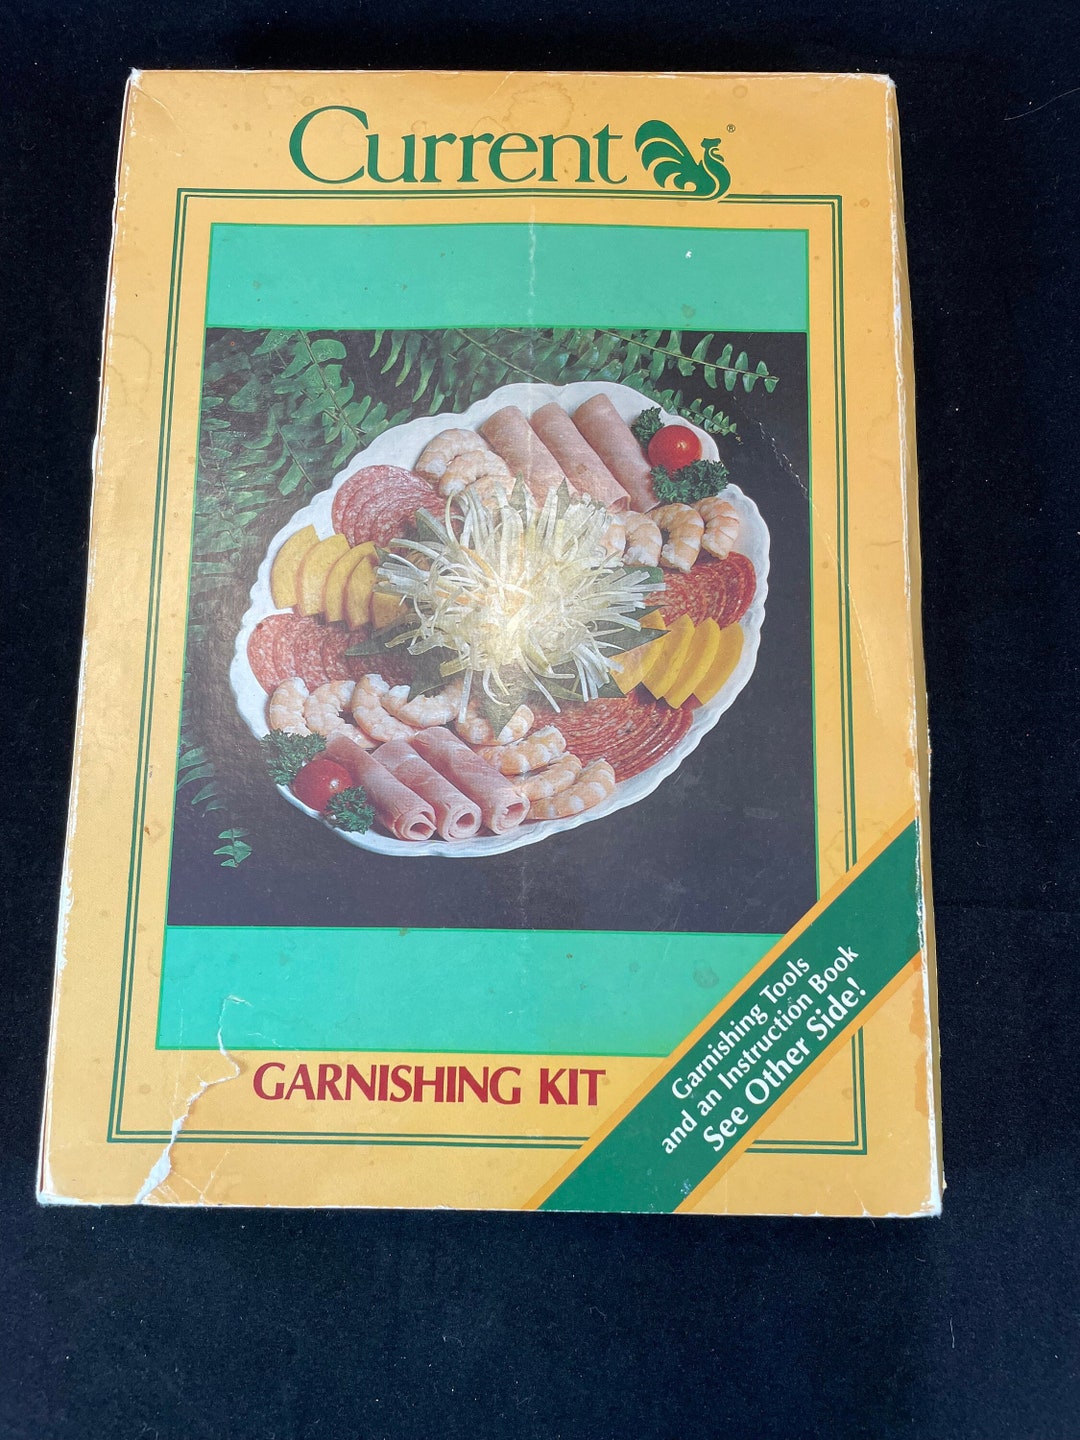 Current ®
GARNISHING KIT
Garnishing Tools
and an Instruction Book
See Other Side!